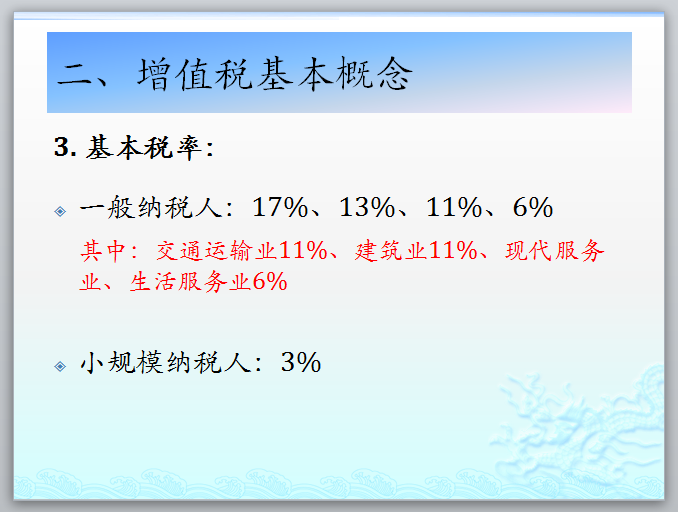 二、增值税基本概念
3. 基本税率：
一般纳税人：17%、13%、11%、6%
其中：交通运输业11%、建筑业11%、现代服务
业、生活服务业6%
小规模纳税人：3%